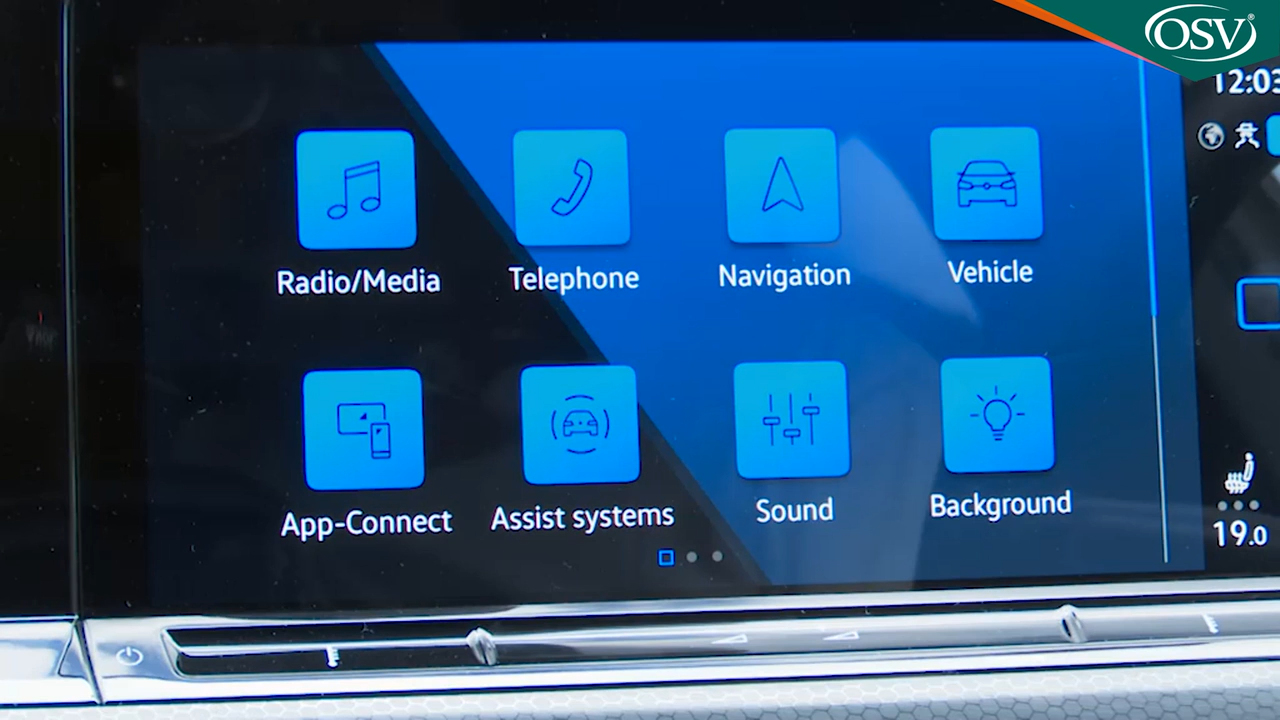 OSV®
12:03
Radio/Media
Telephone
Navigation
Vehicle
App-Connect
Assist systems
Sound
Background
19.0